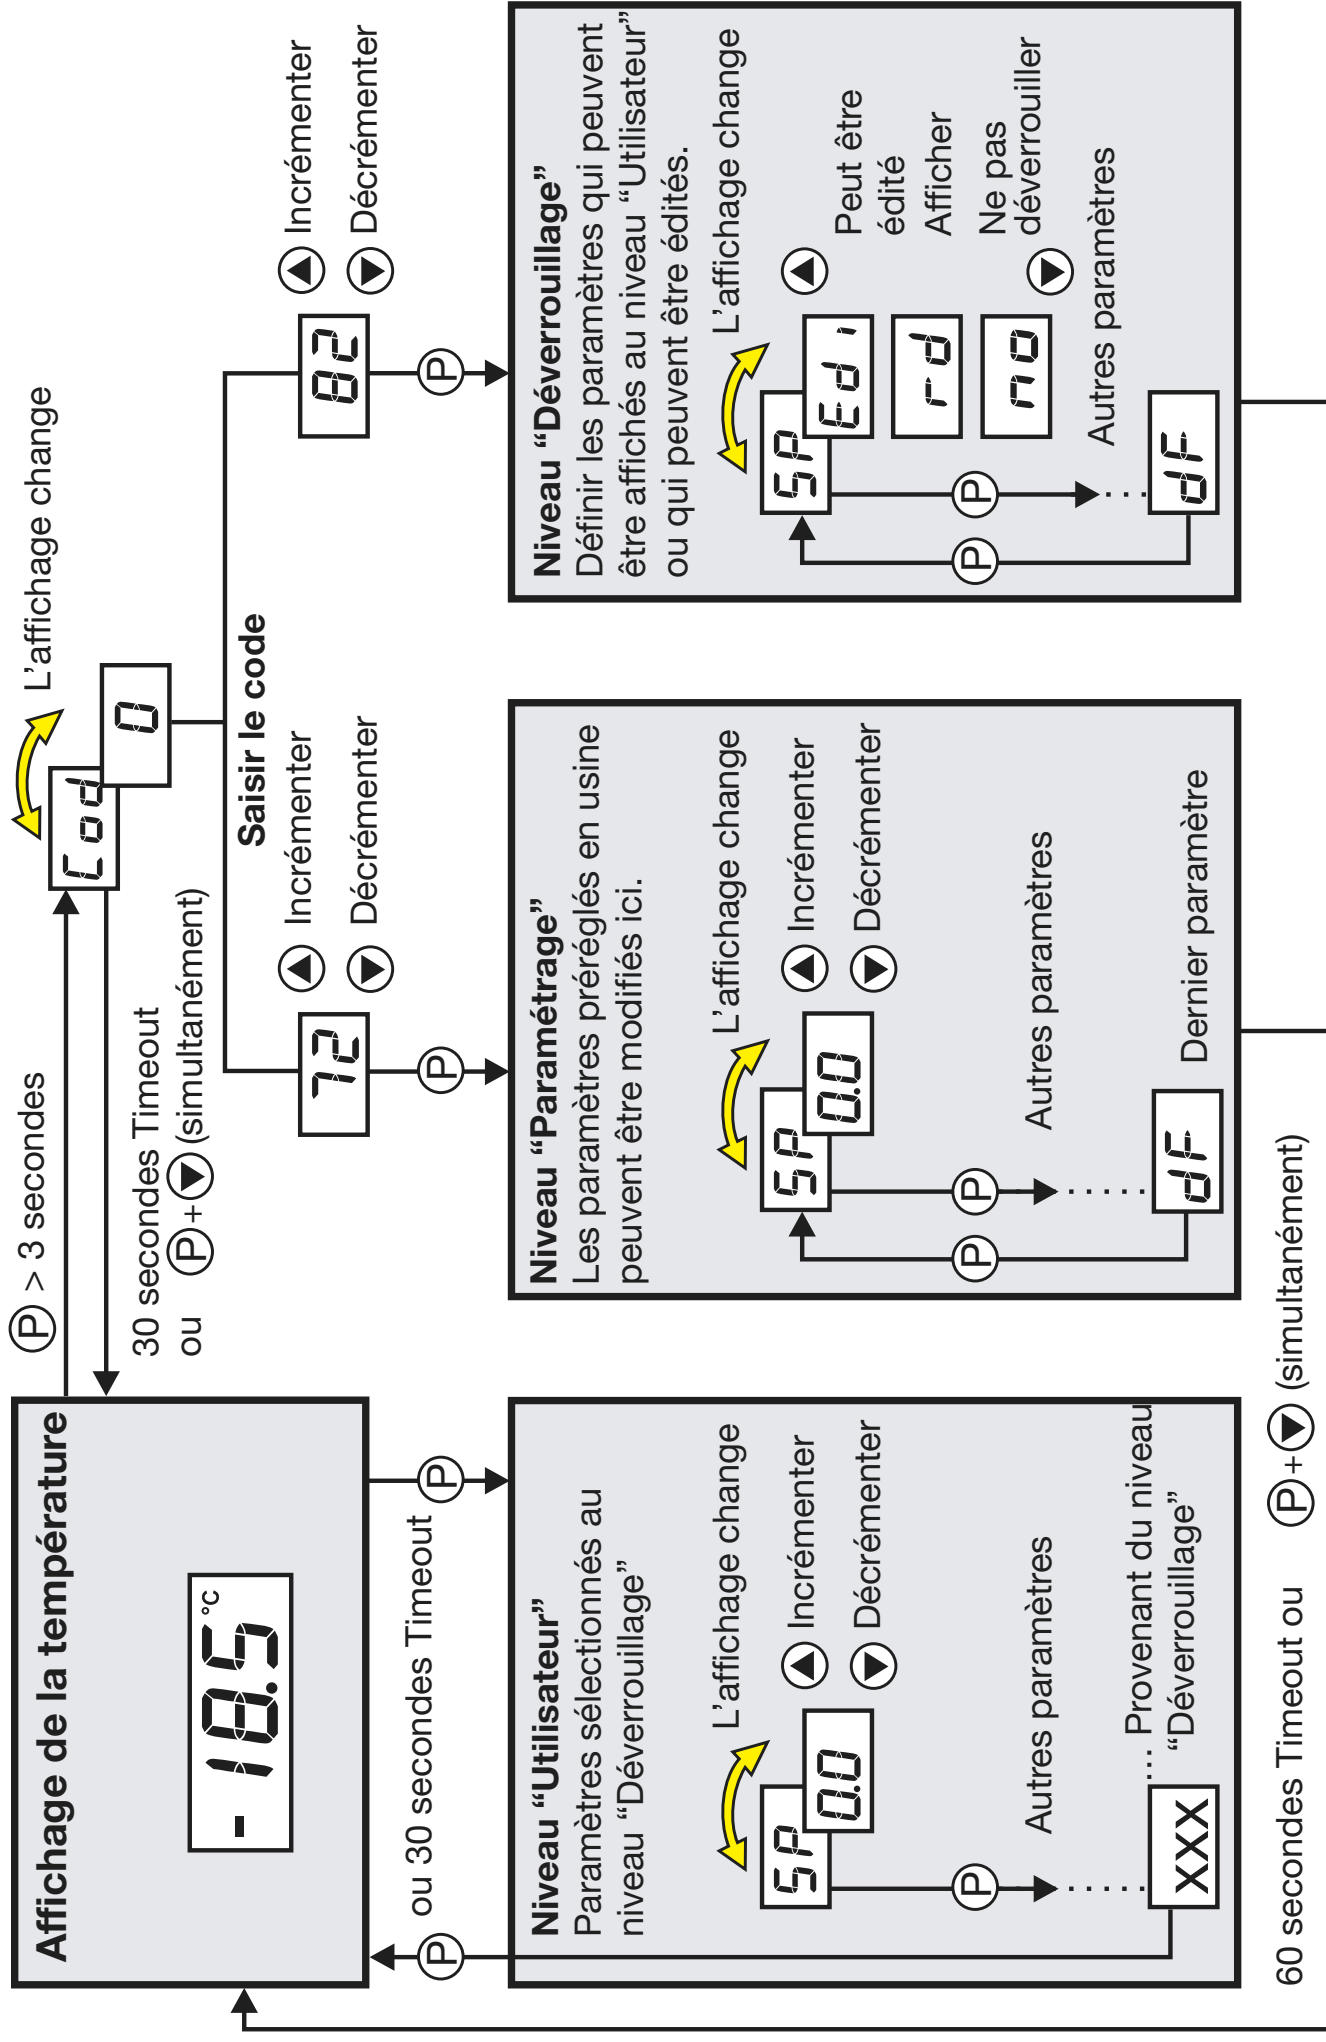 Affichage de la température
-18.5 °C
P > 3 secondes
30 secondes Timeout
ou P + ▼ (simultanément)
L’affichage change
Cod
0
Saisir le code
72
▲ Incrémenter
▼ Décrémenter
P
82
▲ Incrémenter
▼ Décrémenter
P
P ou 30 secondes Timeout P
Niveau “Utilisateur”
Paramètres sélectionnés au
niveau “Déverrouillage”
L’affichage change
SP
0.0
▲ Incrémenter
▼ Décrémenter
P
Autres paramètres
... Provenant du niveau
“Déverrouillage”
XXX
Niveau “Paramétrage”
Les paramètres préréglés en usine
peuvent être modifiés ici.
L’affichage change
SP
0.0
▲ Incrémenter
▼ Décrémenter
P P
Autres paramètres
dF
Dernier paramètre
Niveau “Déverrouillage”
Définir les paramètres qui peuvent
être affichés au niveau “Utilisateur”
ou qui peuvent être édités.
L’affichage change
SP
Edi
▲
Peut être
édité
rd
Afficher
no
Ne pas
déverrouiller
▼
P P
Autres paramètres
dF
60 secondes Timeout ou P + ▼ (simultanément)